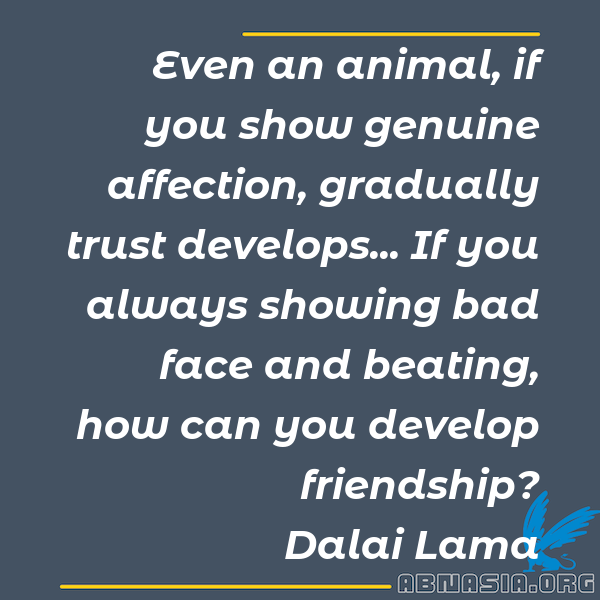 Even an animal, if
you show genuine
affection, gradually
trust develops... If you
always showing bad
face and beating,
how can you develop
friendship?
Dalai Lama
ABNASIA.ORG